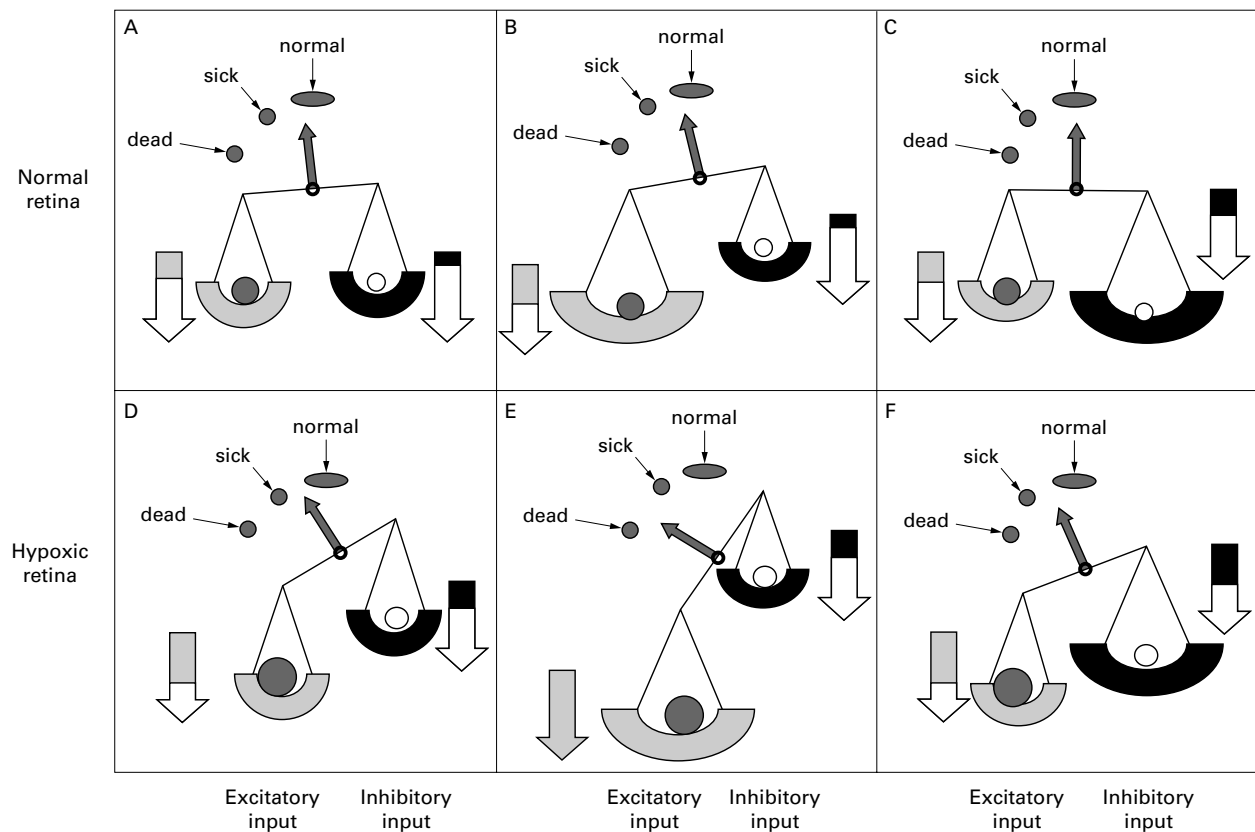 A
normal
sick
dead
B
normal
sick
dead
C
normal
sick
dead
Normal
retina
D
normal
sick
dead
E
normal
sick
dead
F
normal
sick
dead
Hypoxic
retina
Excitatory
input
Inhibitory
input
Excitatory
input
Inhibitory
input
Excitatory
input
Inhibitory
input